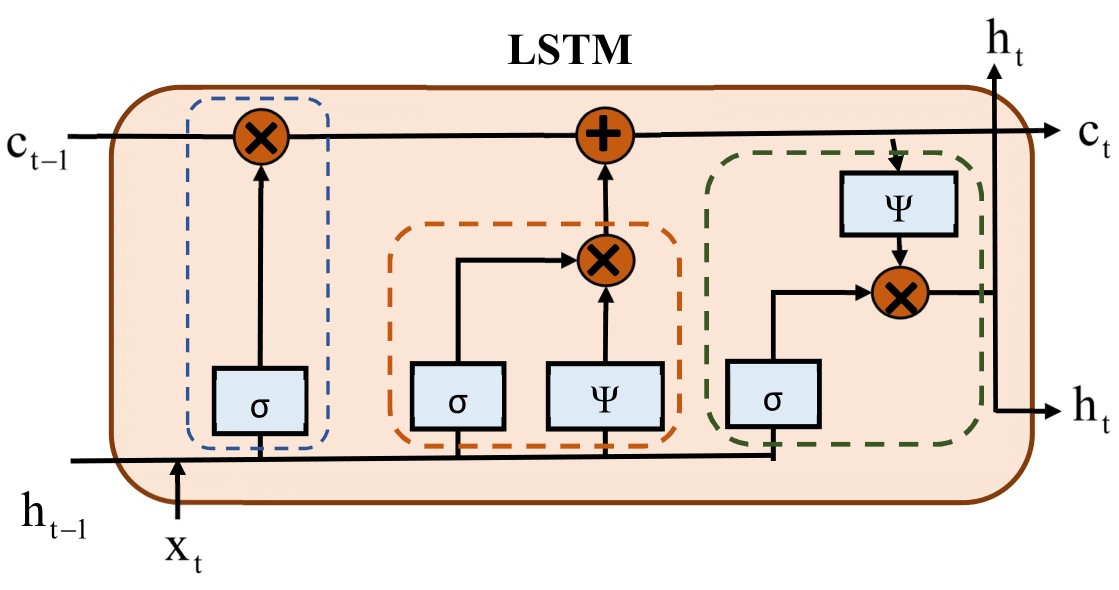 LSTM
h_t
c_{t-1}
×
+
c_t
Ψ
×
×
σ
σ
Ψ
σ
h_t
h_{t-1}
x_t